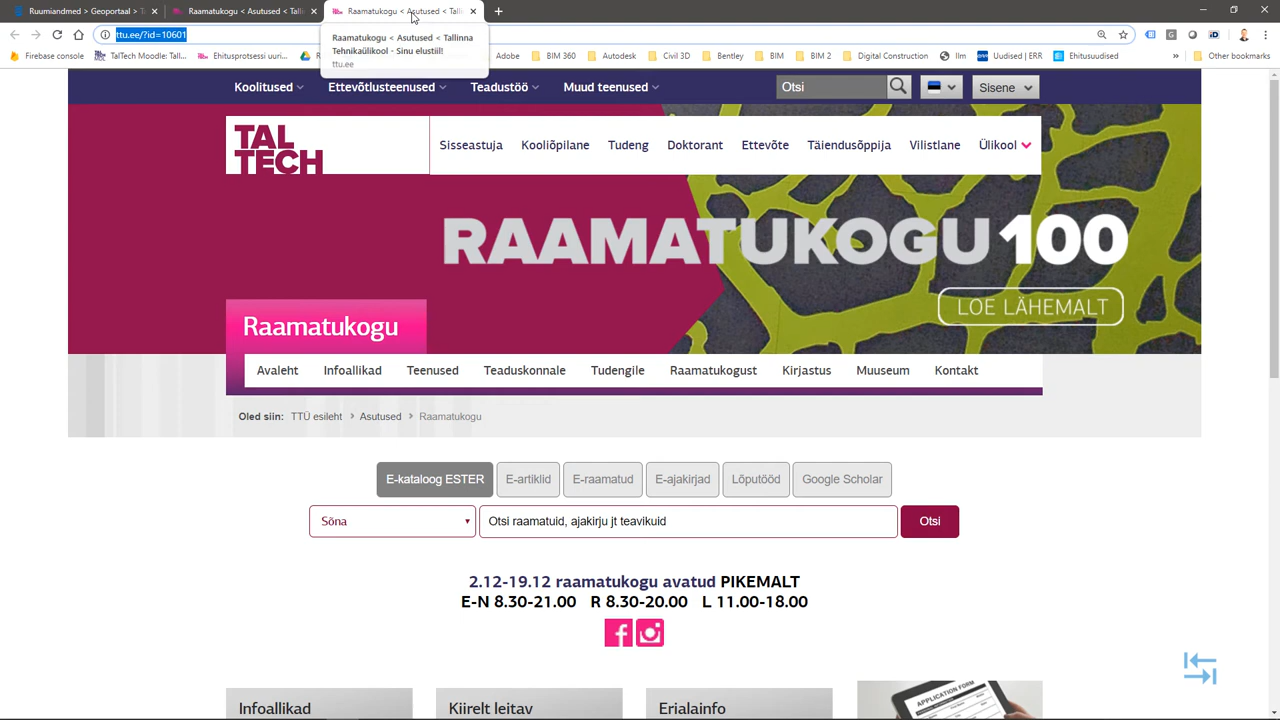 Ruumiandmed > Geoportaal >
Raamatukogu < Asutused < Talli
Raamatukogu < Asutused < Talli
ttu.ee/?id=10601
Raamatukogu < Asutused < Tallinna
Tehnikaülikool - Sinu elustiil!
ttu.ee
Firebase console
TalTech Moodle: Tall...
Ehitusprotsessi uuri...
Adobe
BIM 360
Autodesk
Civil 3D
Bentley
BIM
BIM 2
Digital Construction
Ilm
Uudised | ERR
Ehitusuudised
»
Other bookmarks
Koolitused
Ettevõtlusteenused
Teadustöö
Muud teenused
Otsi
Sisene
TAL
TECH
Sisseastuja
Kooliõpilane
Tudeng
Doktorant
Ettevõte
Täiendusõppija
Vilistlane
Ülikool
RAAMATUKOGU 100
LOE LÄHEMALT
Raamatukogu
Avaleht
Infoallikad
Teenused
Teaduskonnale
Tudengile
Raamatukogust
Kirjastus
Muuseum
Kontakt
Oled siin: TTÜ esileht > Asutused > Raamatukogu
E-kataloog ESTER
E-artiklid
E-raamatud
E-ajakirjad
Lõputööd
Google Scholar
Sõna
Otsi raamatuid, ajakirju jt teavikuid
Otsi
2.12-19.12 raamatukogu avatud PIKEMALT
E-N 8.30-21.00 R 8.30-20.00 L 11.00-18.00
Infoallikad
Kiirelt leitav
Erialainfo
APPLICATION FORM